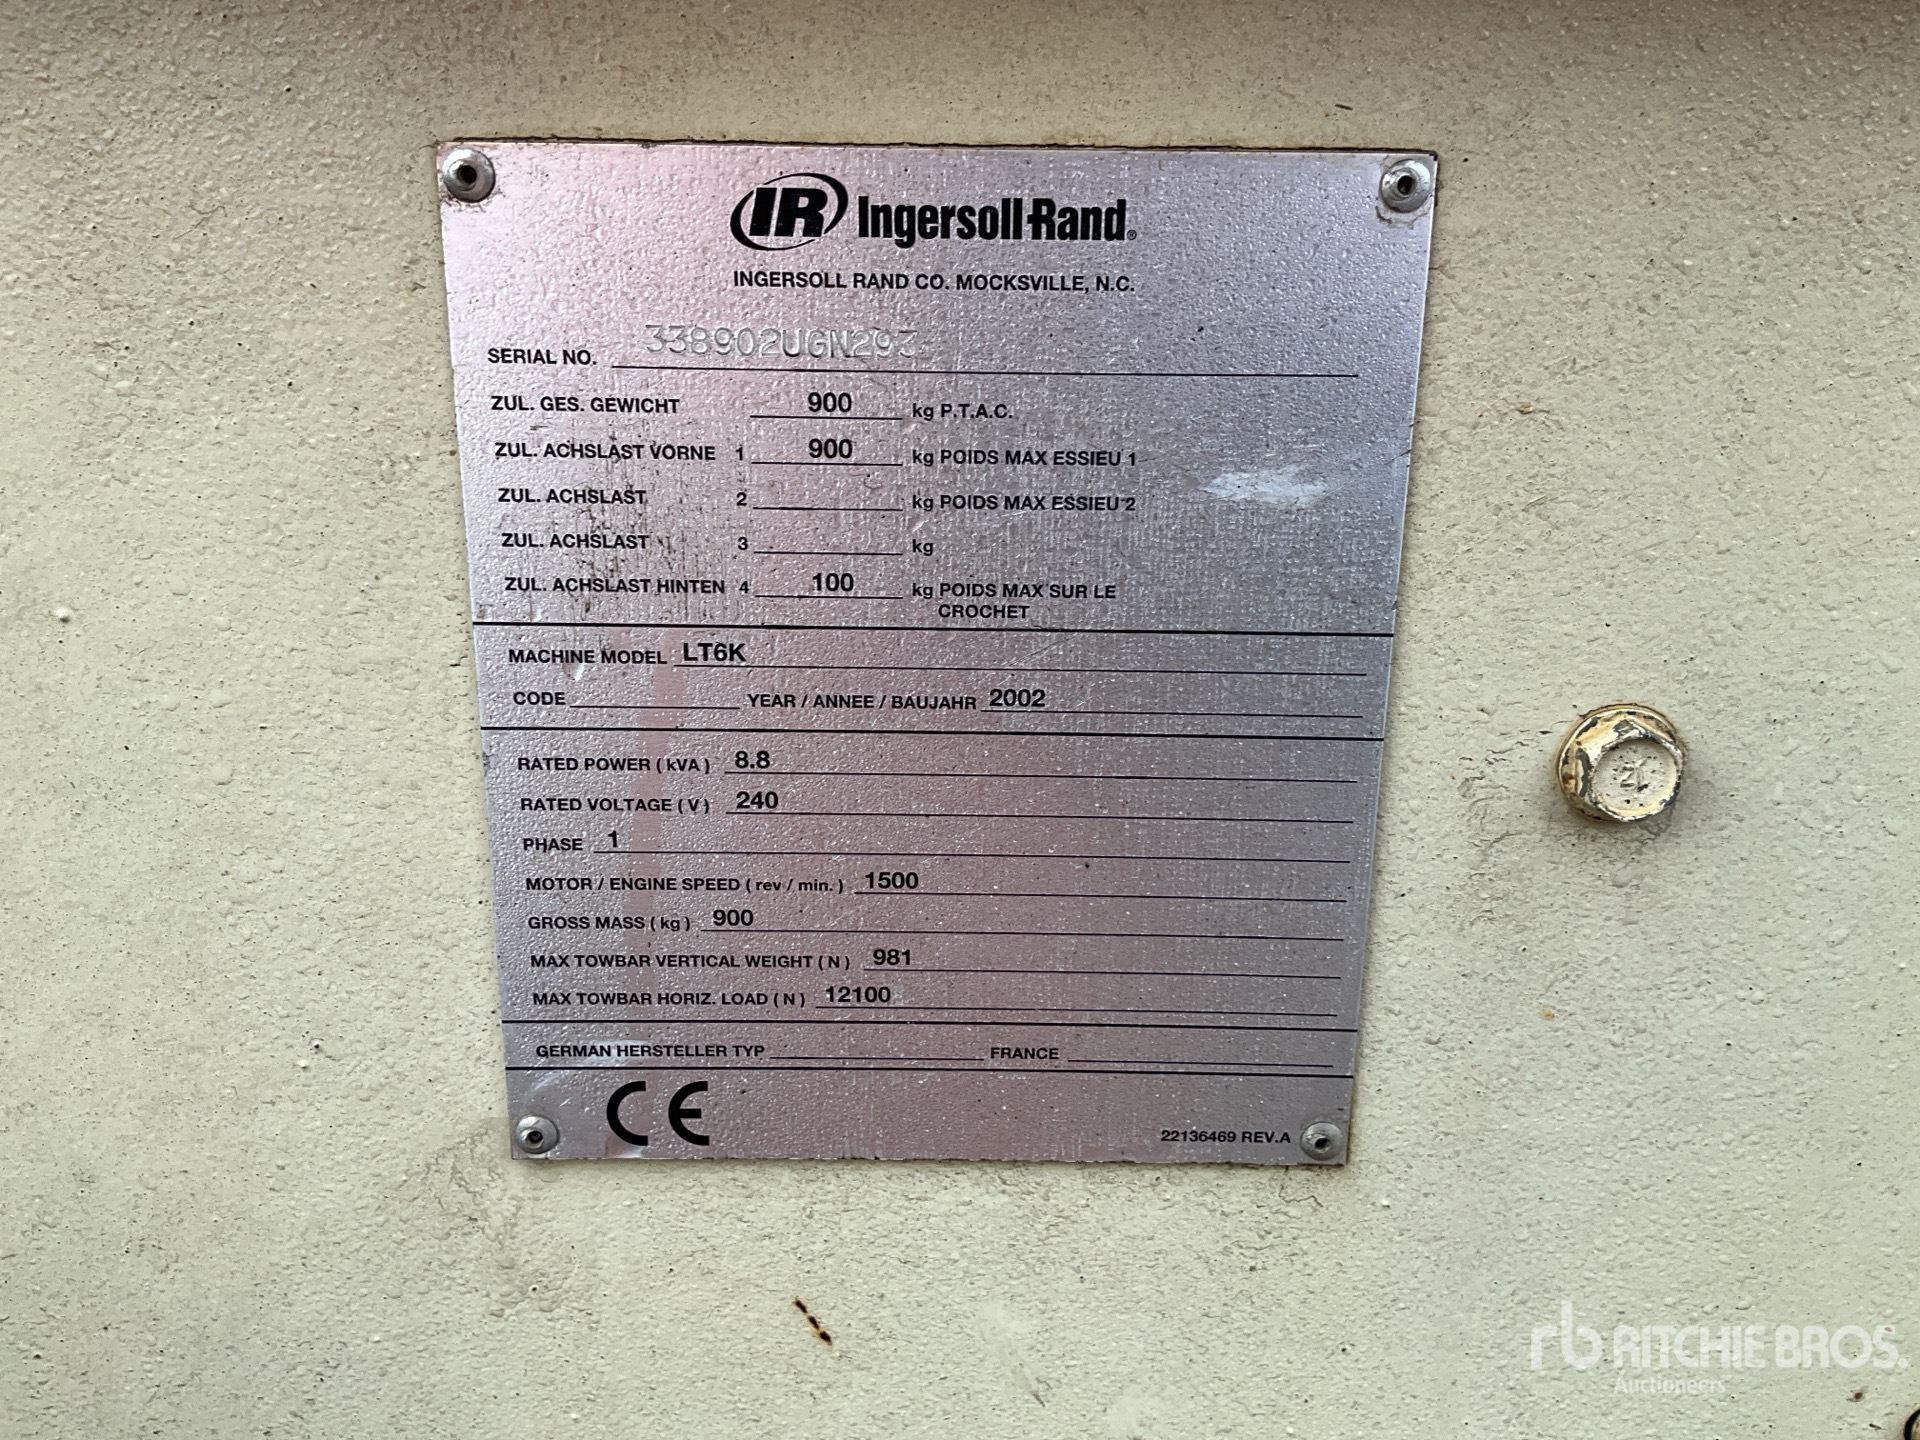 IR Ingersoll-Rand®
INGERSOLL RAND CO. MOCKSVILLE, N.C.
SERIAL NO. 338902UGN293
ZUL. GES. GEWICHT 900 kg P.T.A.C.
ZUL. ACHSLAST VORNE 1 900 kg POIDS MAX ESSIEU 1
ZUL. ACHSLAST 2 kg POIDS MAX ESSIEU 2
ZUL. ACHSLAST 3 kg
ZUL. ACHSLAST HINTEN 4 100 kg POIDS MAX SUR LE
CROCHET
MACHINE MODEL LT6K
CODE YEAR / ANNEE / BAUJAHR 2002
RATED POWER ( kVA ) 8.8
RATED VOLTAGE ( V ) 240
PHASE 1
MOTOR / ENGINE SPEED ( rev / min. ) 1500
GROSS MASS ( kg ) 900
MAX TOWBAR VERTICAL WEIGHT ( N ) 981
MAX TOWBAR HORIZ. LOAD ( N ) 12100
GERMAN HERSTELLER TYP FRANCE
CE
22136469 REV.A
rb RITCHIE BROS.
Auctioneers